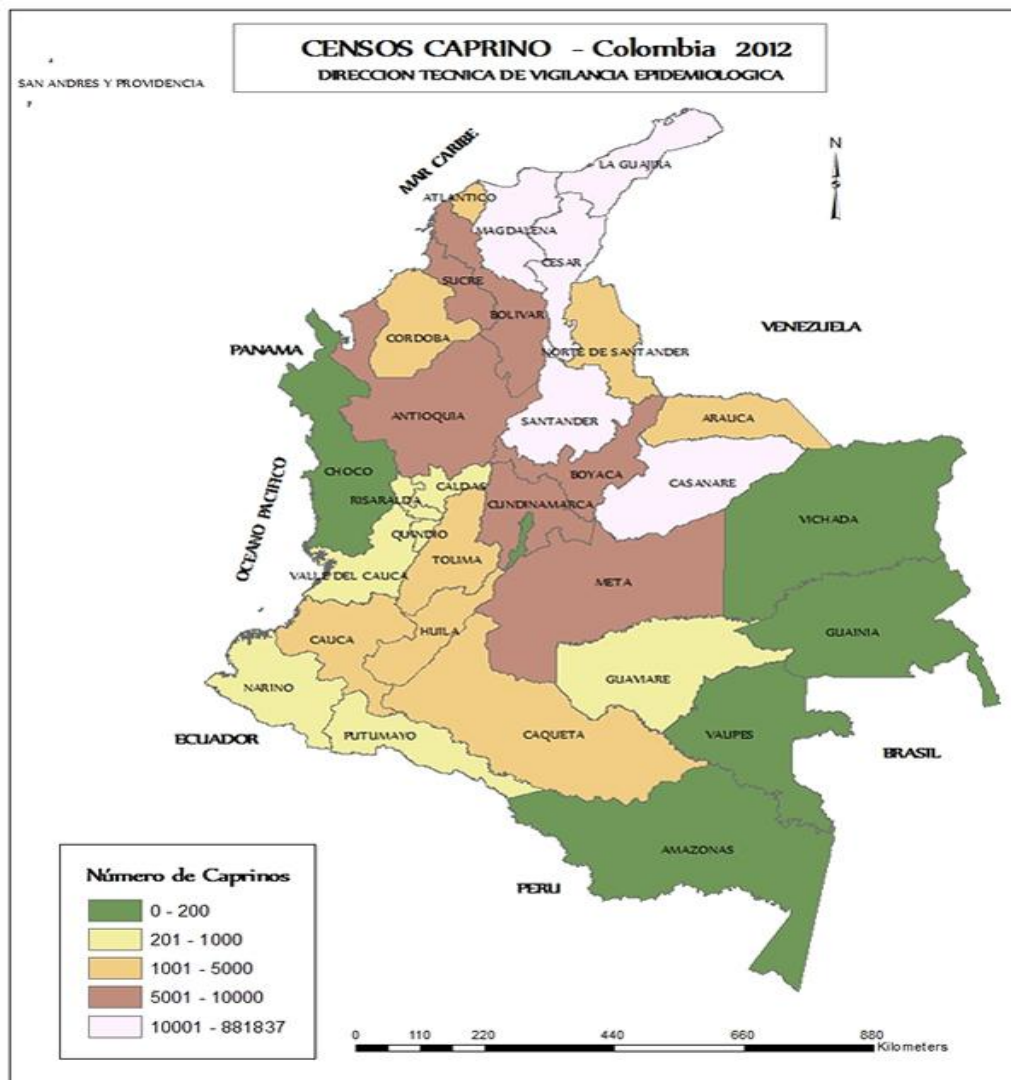 CENSOS CAPRINO - Colombia 2012
DIRECCION TECNICA DE VIGILANCIA EPIDEMIOLOGICA
SAN ANDRES Y PROVIDENCIA
MAR CARIBE
N
LA GUAJIRA
ATLANTICO
MAGDALENA
CESAR
SUCRE
BOLIVAR
VENEZUELA
CORDOBA
PANAMA
NORTE DE SANTANDER
ANTIOQUIA
SANTANDER
ARAUCA
CHOCO
BOYACA
CASANARE
RISARALDA
CALDAS
CUNDINAMARCA
VICHADA
OCEANO PACIFICO
QUINDIO
TOLIMA
VALLE DEL CAUCA
META
CAUCA
HUILA
GUAINIA
NARINO
GUAVIARE
ECUADOR
PUTUMAYO
CAQUETA
VAUPES
BRASIL
AMAZONAS
PERU
Número de Caprinos
0 - 200
201 - 1000
1001 - 5000
5001 - 10000
10001 - 881837
0 110 220 440 660 880
Kilometers